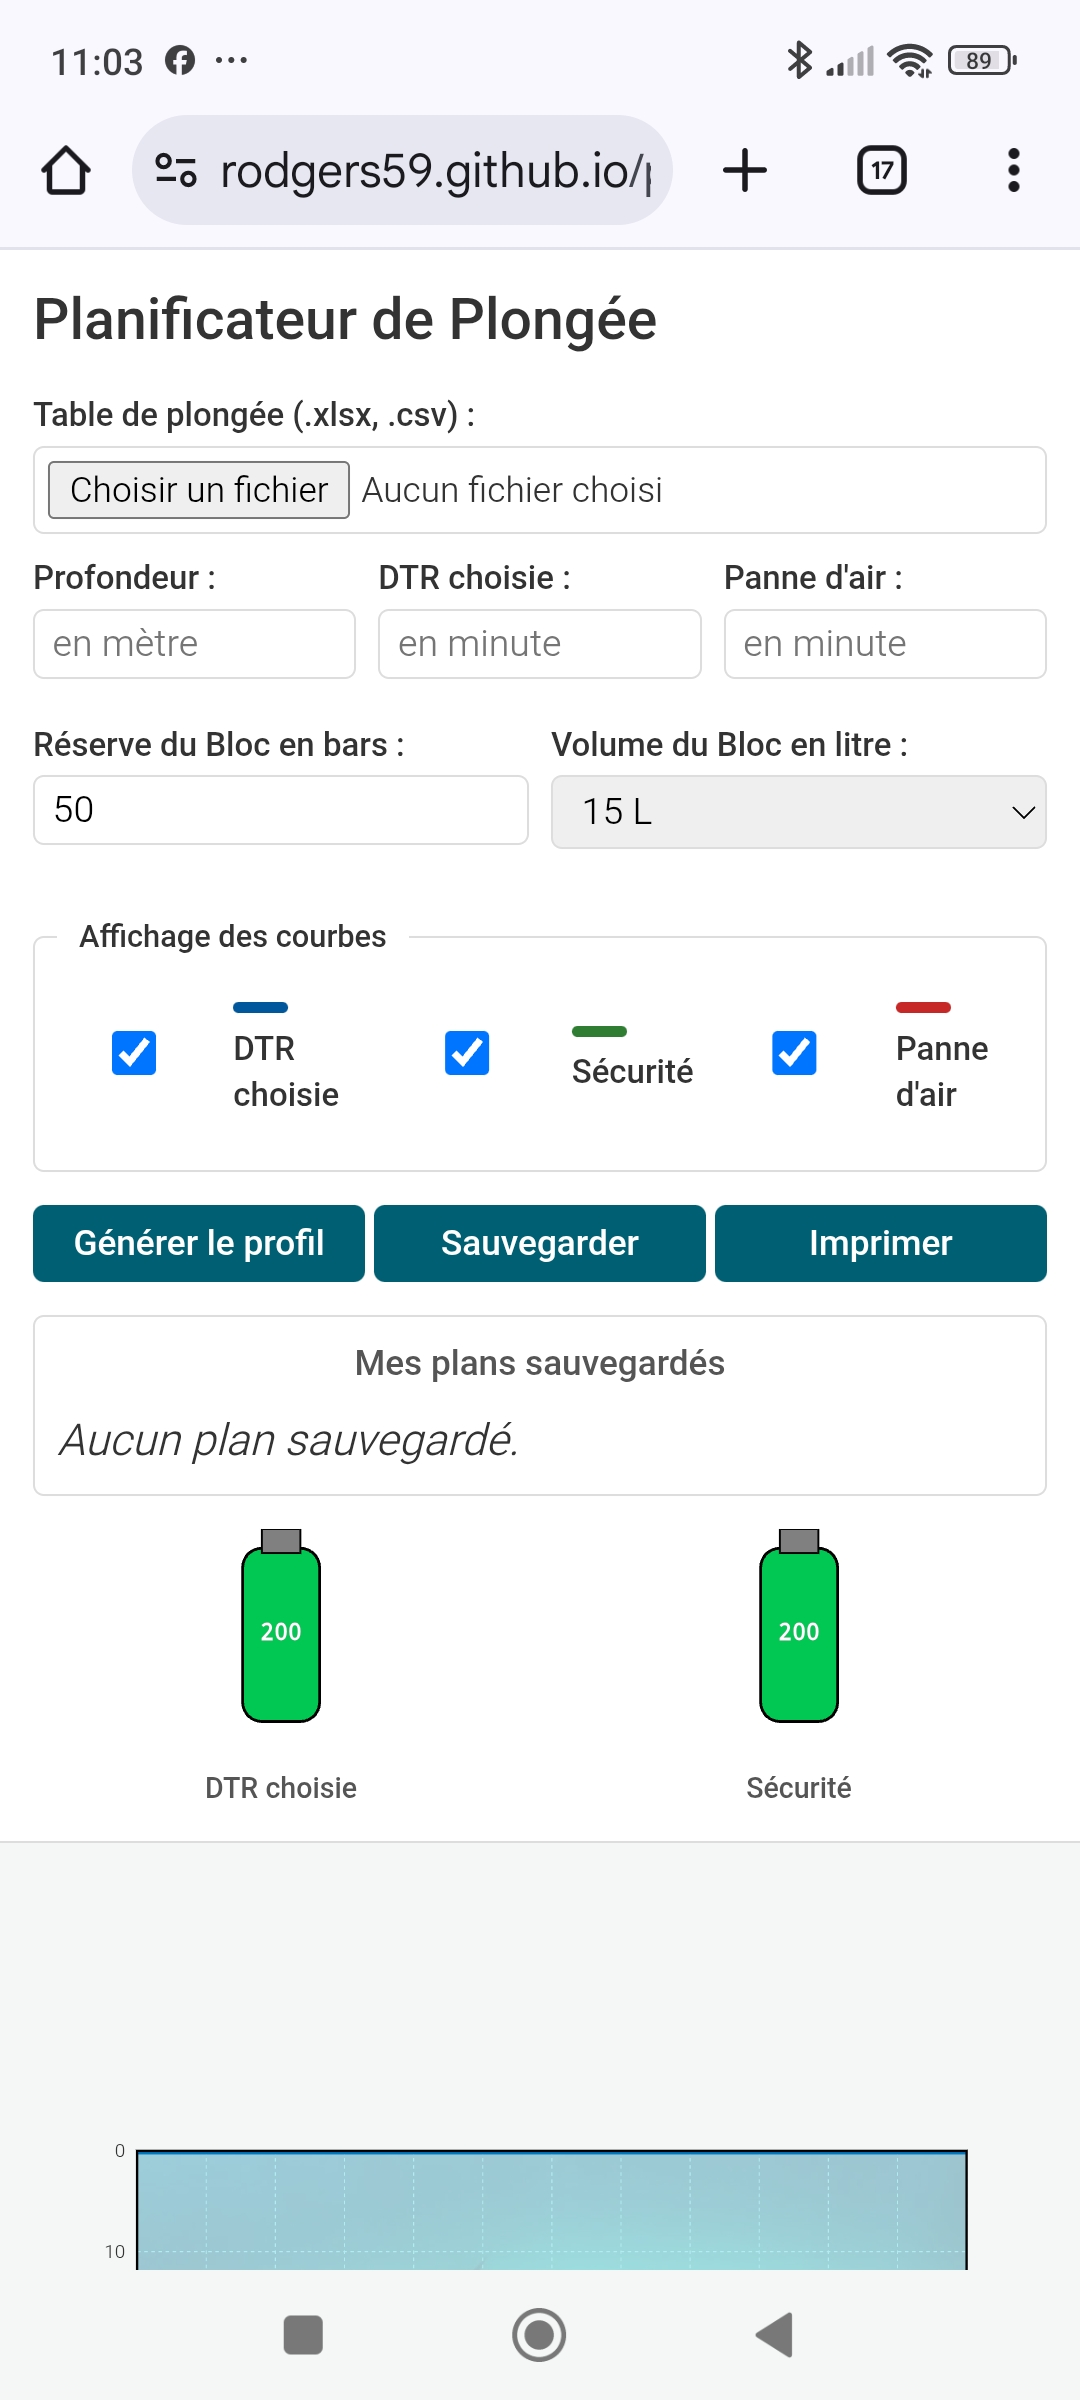 11:03
89
rodgers59.github.io/
17
Planificateur de Plongée
Table de plongée (.xlsx, .csv) :
Choisir un fichier Aucun fichier choisi
Profondeur : DTR choisie : Panne d'air :
en mètre en minute en minute
Réserve du Bloc en bars : Volume du Bloc en litre :
50 15 L
Affichage des courbes
DTR choisie
Sécurité
Panne d'air
Générer le profil Sauvegarder Imprimer
Mes plans sauvegardés
Aucun plan sauvegardé.
200 200
DTR choisie Sécurité
0
10